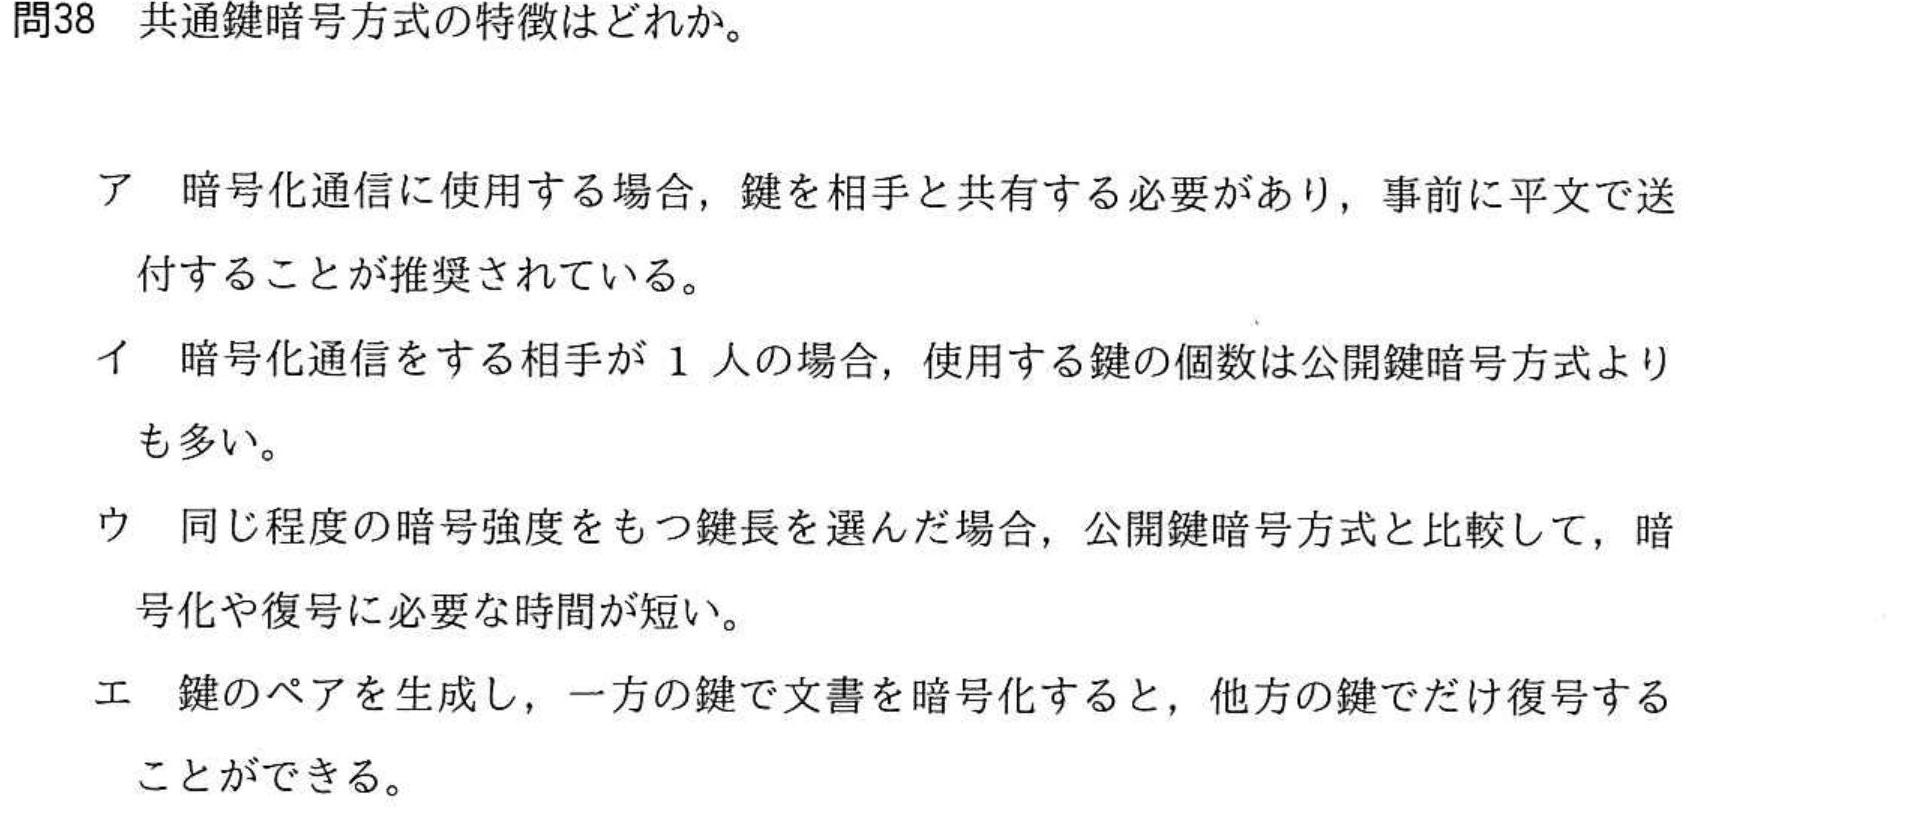 問38 共通鍵暗号方式の特徴はどれか。
ア 暗号化通信に使用する場合，鍵を相手と共有する必要があり，事前に平文で送
付することが推奨されている。
イ 暗号化通信をする相手が 1 人の場合，使用する鍵の個数は公開鍵暗号方式より
も多い。
ウ 同じ程度の暗号強度をもつ鍵長を選んだ場合，公開鍵暗号方式と比較して，暗
号化や復号に必要な時間が短い。
エ 鍵のペアを生成し，一方の鍵で文書を暗号化すると，他方の鍵でだけ復号する
ことができる。